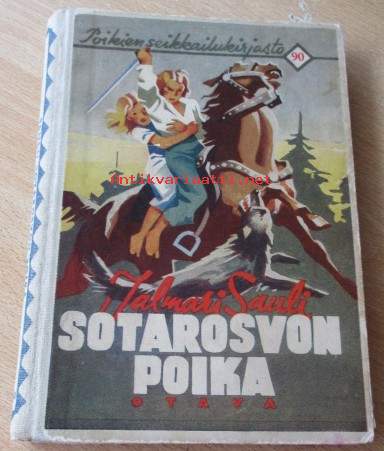 Poikien seikkailukirjasto
90
antikvariaatti.net
Jalmari Sauli
SOTAROSVON
POIKA
OTAVA